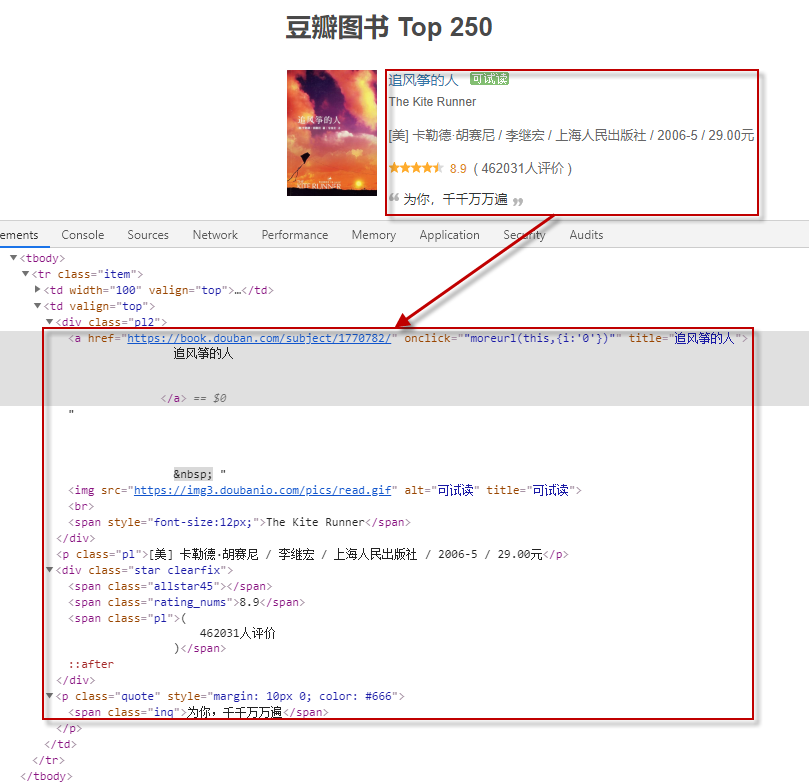 豆瓣图书 Top 250
追风筝的人 可试读
The Kite Runner
[美] 卡勒德·胡赛尼 / 李继宏 / 上海人民出版社 / 2006-5 / 29.00元
8.9 ( 462031人评价 )
❝ 为你，千千万万遍 ❞
追风筝的人
KITE RUNNER
ements Console Sources Network Performance Memory Application Security Audits
▼<tbody>
▼<tr class="item">
▶<td width="100" valign="top">…</td>
▼<td valign="top">
▼<div class="pl2">
<a href="https://book.douban.com/subject/1770782/" onclick=""moreurl(this,{i:'0'})"" title="追风筝的人">
追风筝的人
</a> == $0
"
&nbsp; "
<img src="https://img3.doubanio.com/pics/read.gif" alt="可试读" title="可试读">
<br>
<span style="font-size:12px;">The Kite Runner</span>
</div>
<p class="pl">[美] 卡勒德·胡赛尼 / 李继宏 / 上海人民出版社 / 2006-5 / 29.00元</p>
▼<div class="star clearfix">
<span class="allstar45"></span>
<span class="rating_nums">8.9</span>
<span class="pl">(
462031人评价
)</span>
::after
</div>
▼<p class="quote" style="margin: 10px 0; color: #666">
<span class="inq">为你，千千万万遍</span>
</p>
</td>
</tr>
</tbody>